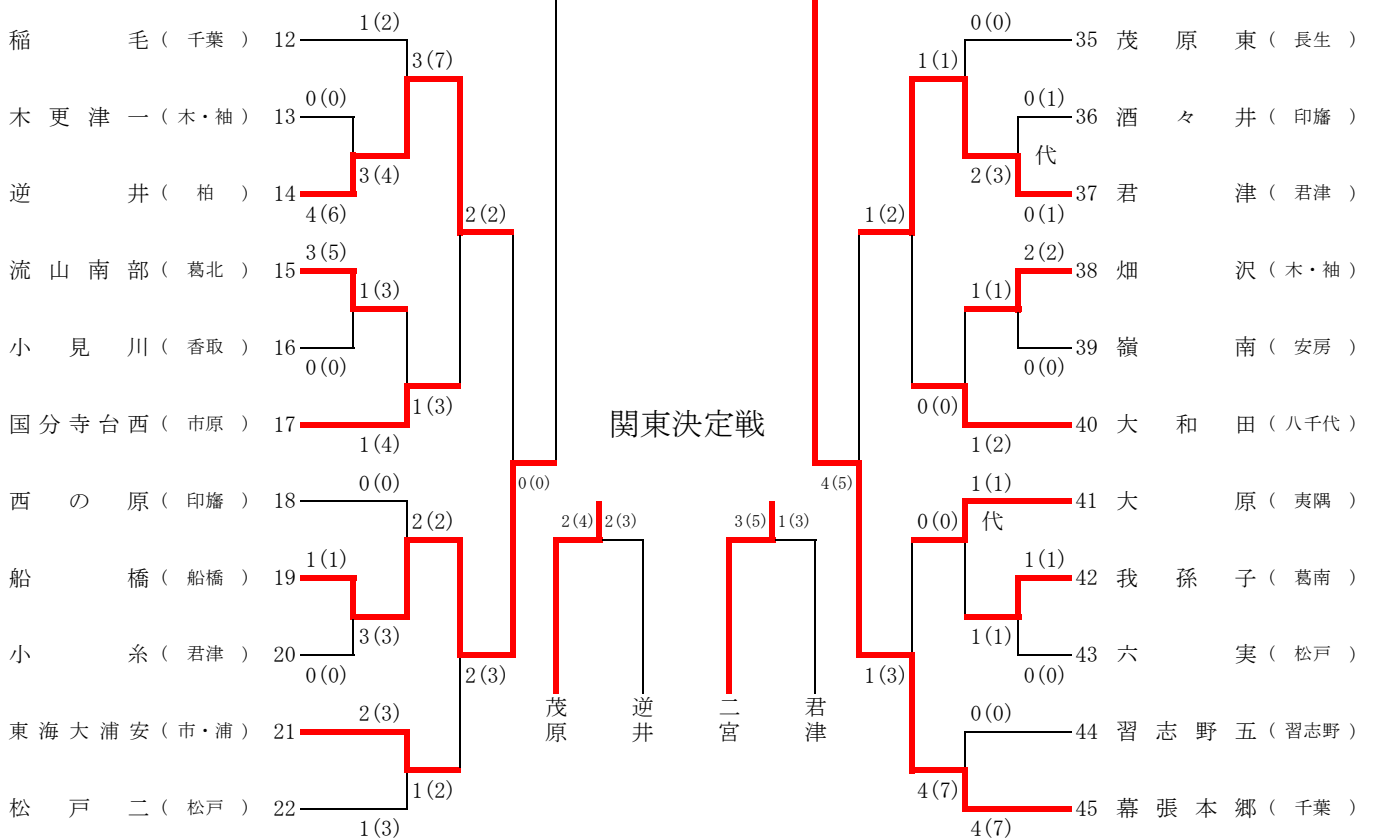 1(2)
稲毛（千葉）12
3(7)
0(0)
木更津一（木・袖）13
3(4)
逆井（柏）14
4(6)
2(2)
3(5)
流山南部（葛北）15
1(3)
小見川（香取）16
0(0)
1(3)
国分寺台西（市原）17
1(4)
0(0)
0(0)
西の原（印旛）18
2(2)
1(1)
船橋（船橋）19
3(3)
小糸（君津）20
0(0)
2(3)
2(3)
東海大浦安（市・浦）21
1(2)
松戸二（松戸）22
1(3)
関東決定戦
2(4) 2(3)
3(5) 1(3)
茂原
逆井
二宮
君津
0(0)
35 茂原東（長生）
1(1)
0(1)
36 酒々井（印旛）
代
2(3)
37 君津（君津）
0(1)
1(2)
2(2)
38 畑沢（木・袖）
1(1)
39 嶺南（安房）
0(0)
0(0)
40 大和田（八千代）
1(2)
4(5)
1(1)
41 大原（夷隅）
0(0) 代
1(1)
42 我孫子（葛南）
1(1)
43 六実（松戸）
0(0)
1(3)
0(0)
44 習志野五（習志野）
4(7)
45 幕張本郷（千葉）
4(7)